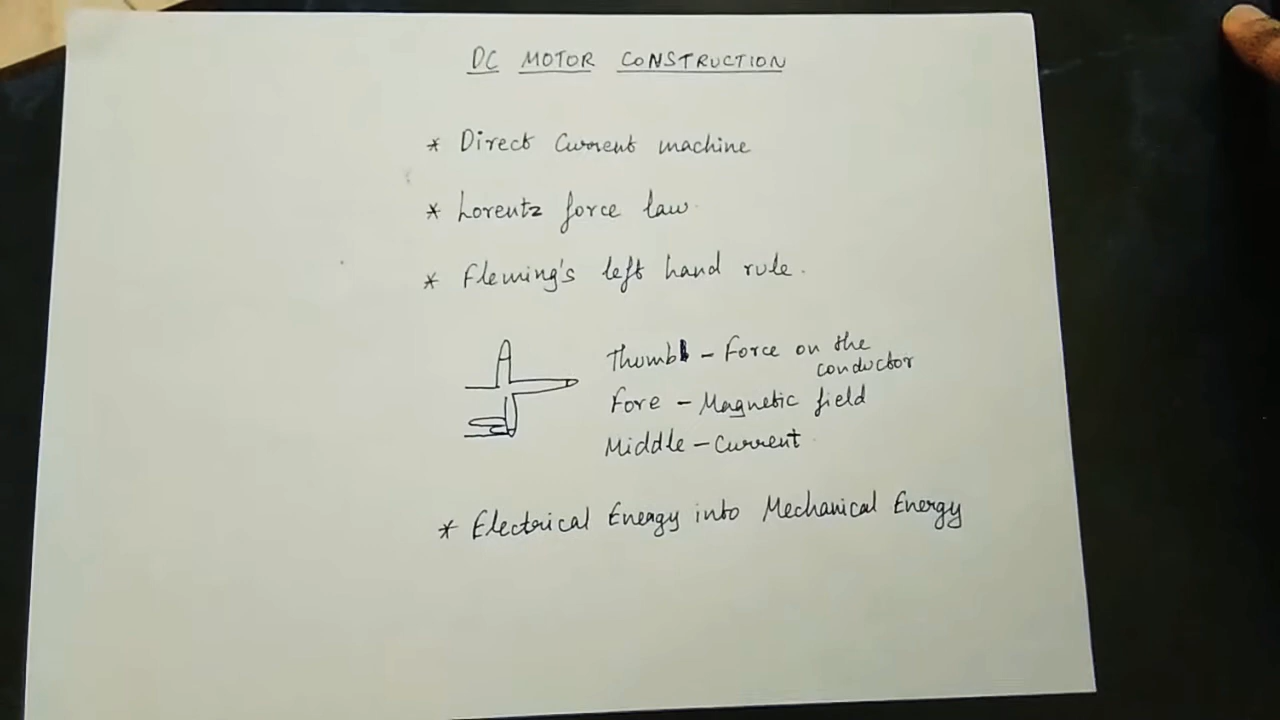 DC MOTOR CONSTRUCTION
* Direct Current machine
* Lorentz force law.
* Fleming's left hand rule.
Thumb - Force on the
conductor
Fore - Magnetic field
Middle - Current
* Electrical Energy into Mechanical Energy